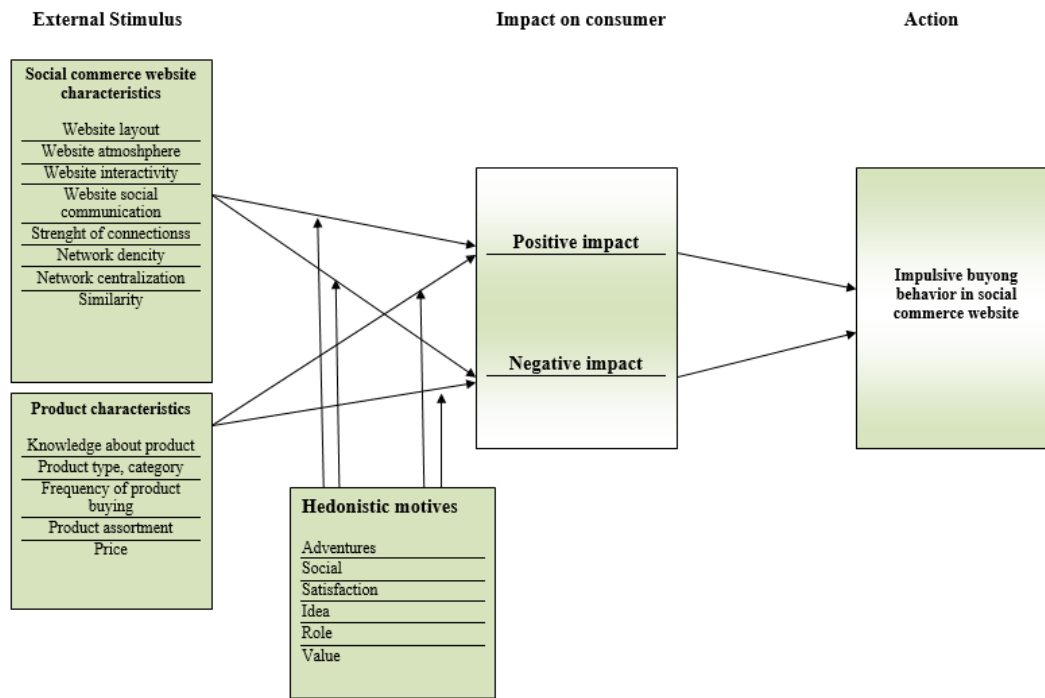 External Stimulus
Impact on consumer
Action
Social commerce website
characteristics
Website layout
Website atmoshphere
Website interactivity
Website social
communication
Strenght of connectionss
Network dencity
Network centralization
Similarity
Product characteristics
Knowledge about product
Product type, category
Frequency of product
buying
Product assortment
Price
Hedonistic motives
Adventures
Social
Satisfaction
Idea
Role
Value
Positive impact
Negative impact
Impulsive buyong
behavior in social
commerce website